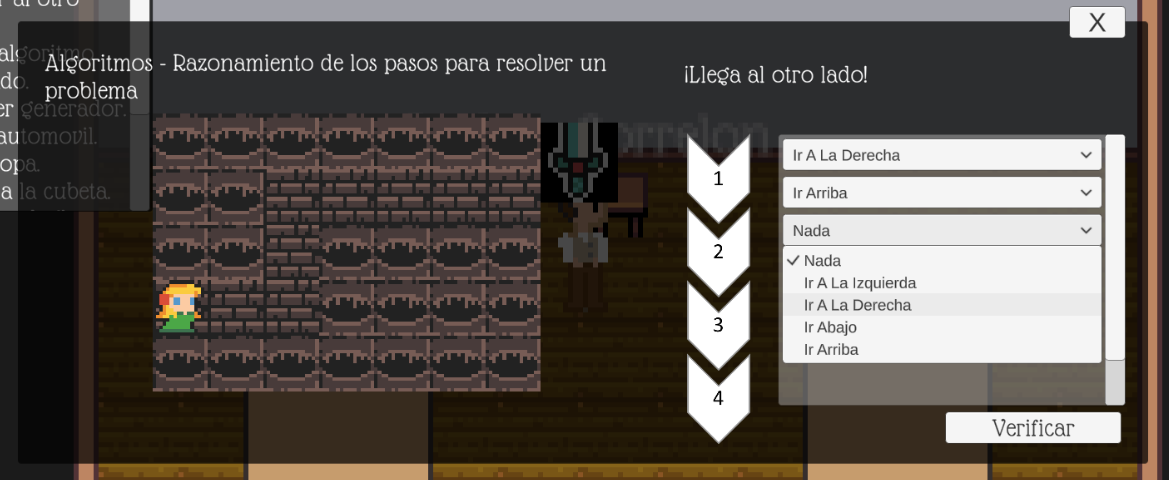 al otro
algoritmo
do.
er generador.
automovil.
opa.
a la cubeta.
X
Algoritmos - Razonamiento de los pasos para resolver un
problema
¡Llega al otro lado!
1
2
3
4
Ir A La Derecha
Ir Arriba
Nada
✓ Nada
Ir A La Izquierda
Ir A La Derecha
Ir Abajo
Ir Arriba
Verificar